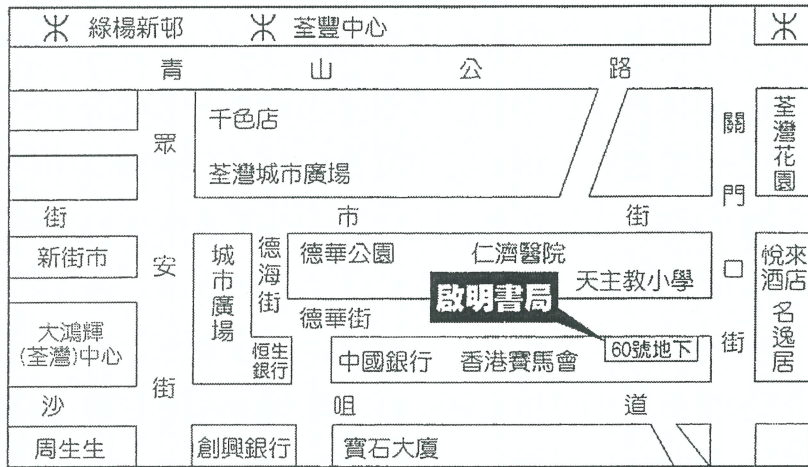 綠楊新邨
荃豐中心
青山公路
千色店
荃灣城市廣場
眾安街
關門口街
荃灣花園
街市街
新街市
城市廣場
德海街
德華公園
仁濟醫院
天主教小學
悅來酒店
名逸居
啟明書局
大鴻輝
(荃灣)中心
德華街
恒生銀行
中國銀行
香港賽馬會
60號地下
沙咀道
周生生
創興銀行
寶石大廈